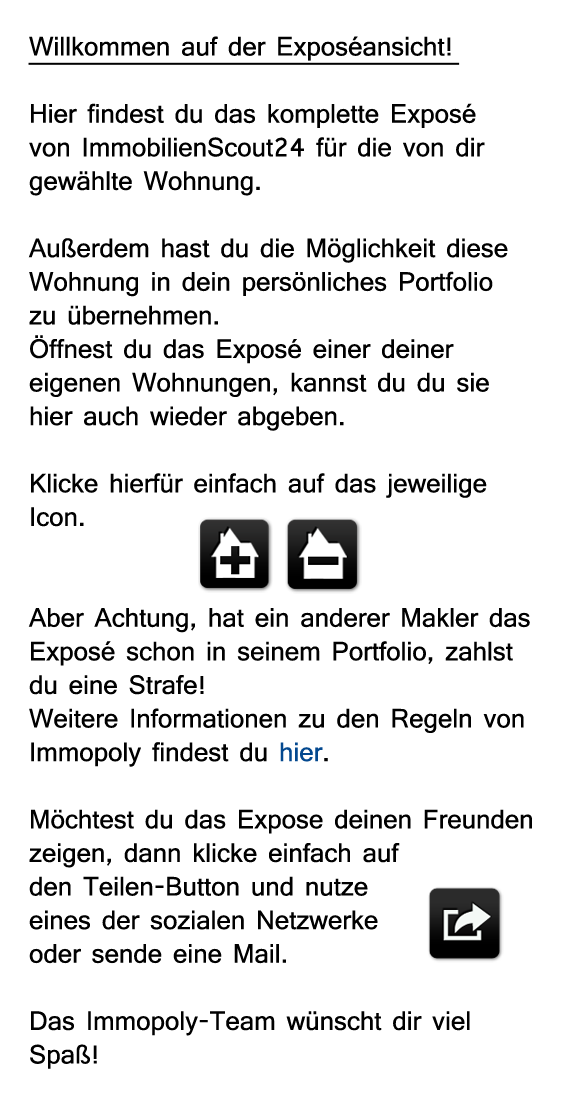 Willkommen auf der Exposéansicht!
Hier findest du das komplette Exposé
von ImmobilienScout24 für die von dir
gewählte Wohnung.
Außerdem hast du die Möglichkeit diese
Wohnung in dein persönliches Portfolio
zu übernehmen.
Öffnest du das Exposé einer deiner
eigenen Wohnungen, kannst du du sie
hier auch wieder abgeben.
Klicke hierfür einfach auf das jeweilige
Icon.
Aber Achtung, hat ein anderer Makler das
Exposé schon in seinem Portfolio, zahlst
du eine Strafe!
Weitere Informationen zu den Regeln von
Immopoly findest du hier.
Möchtest du das Expose deinen Freunden
zeigen, dann klicke einfach auf
den Teilen-Button und nutze
eines der sozialen Netzwerke
oder sende eine Mail.
Das Immopoly-Team wünscht dir viel
Spaß!